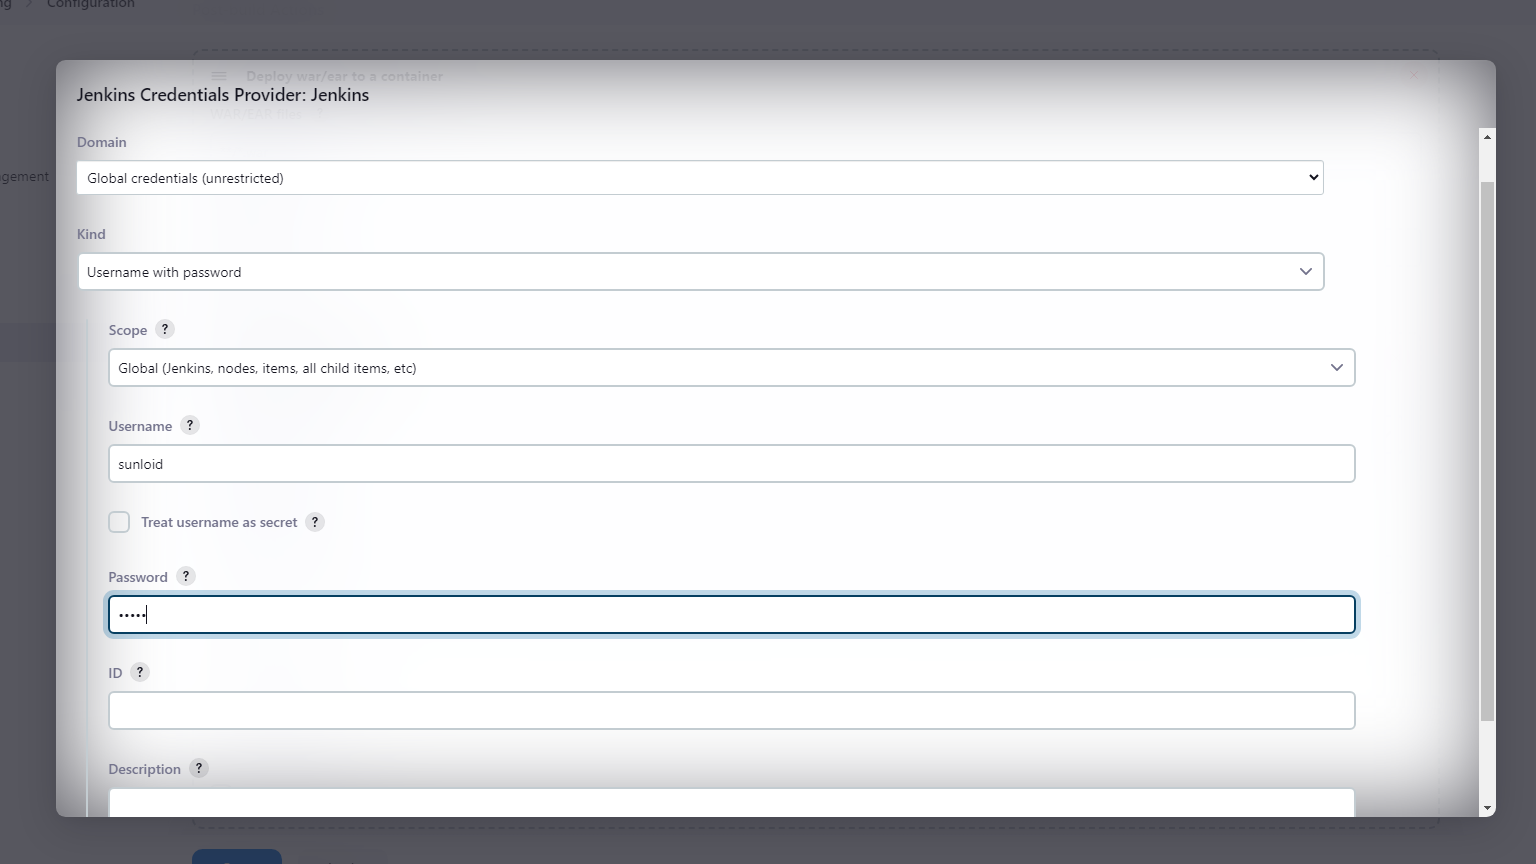 ng > Configuration
Deploy war/ear to a container
Jenkins Credentials Provider: Jenkins
Domain
agement
Global credentials (unrestricted)
Kind
Username with password
Scope ?
Global (Jenkins, nodes, items, all child items, etc)
Username ?
sunloid
Treat username as secret ?
Password ?
•••••
ID ?
Description ?